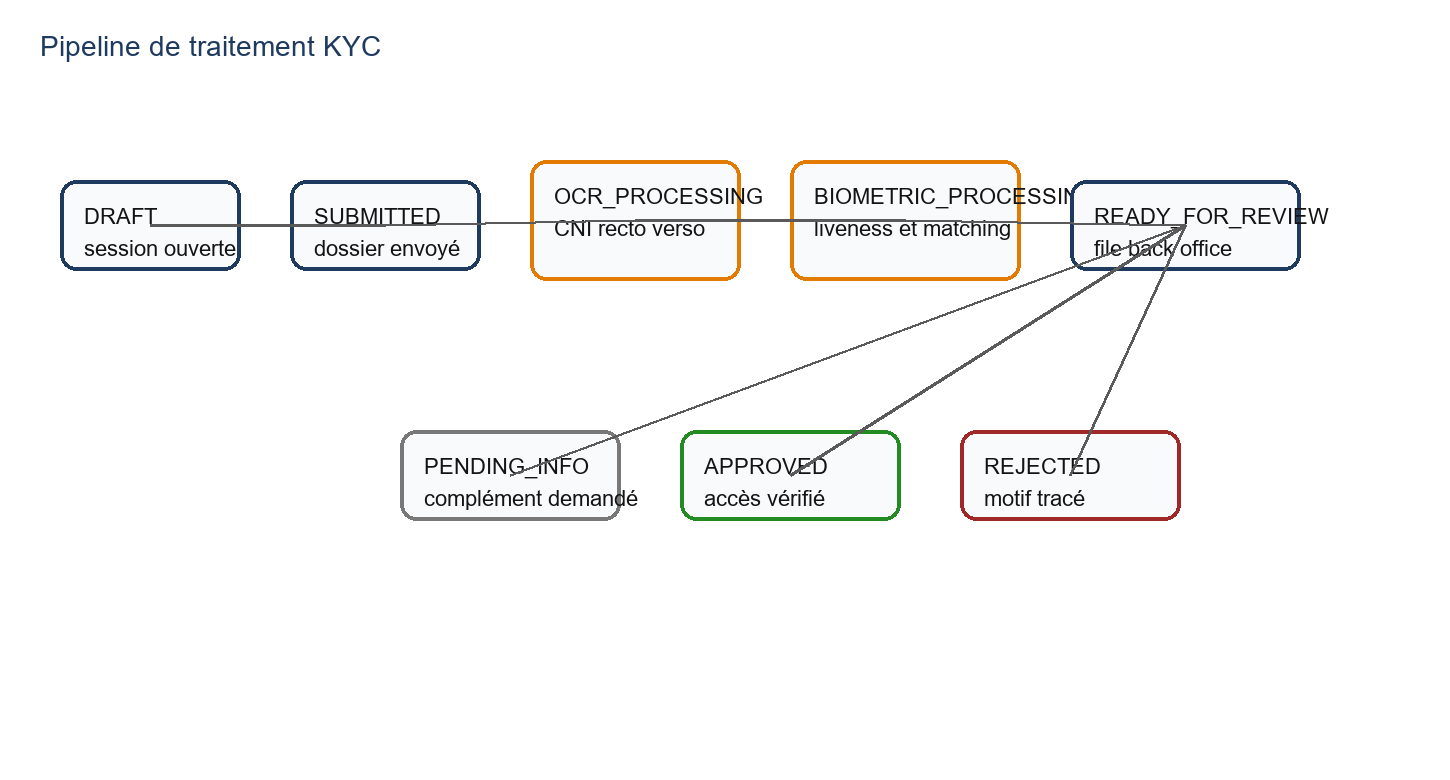 Pipeline de traitement KYC
DRAFT
session ouverte
SUBMITTED
dossier envoyé
OCR_PROCESSING
CNI recto verso
BIOMETRIC_PROCESSIN
liveness et matching
READY_FOR_REVIEW
file back office
PENDING_INFO
complément demandé
APPROVED
accès vérifié
REJECTED
motif tracé